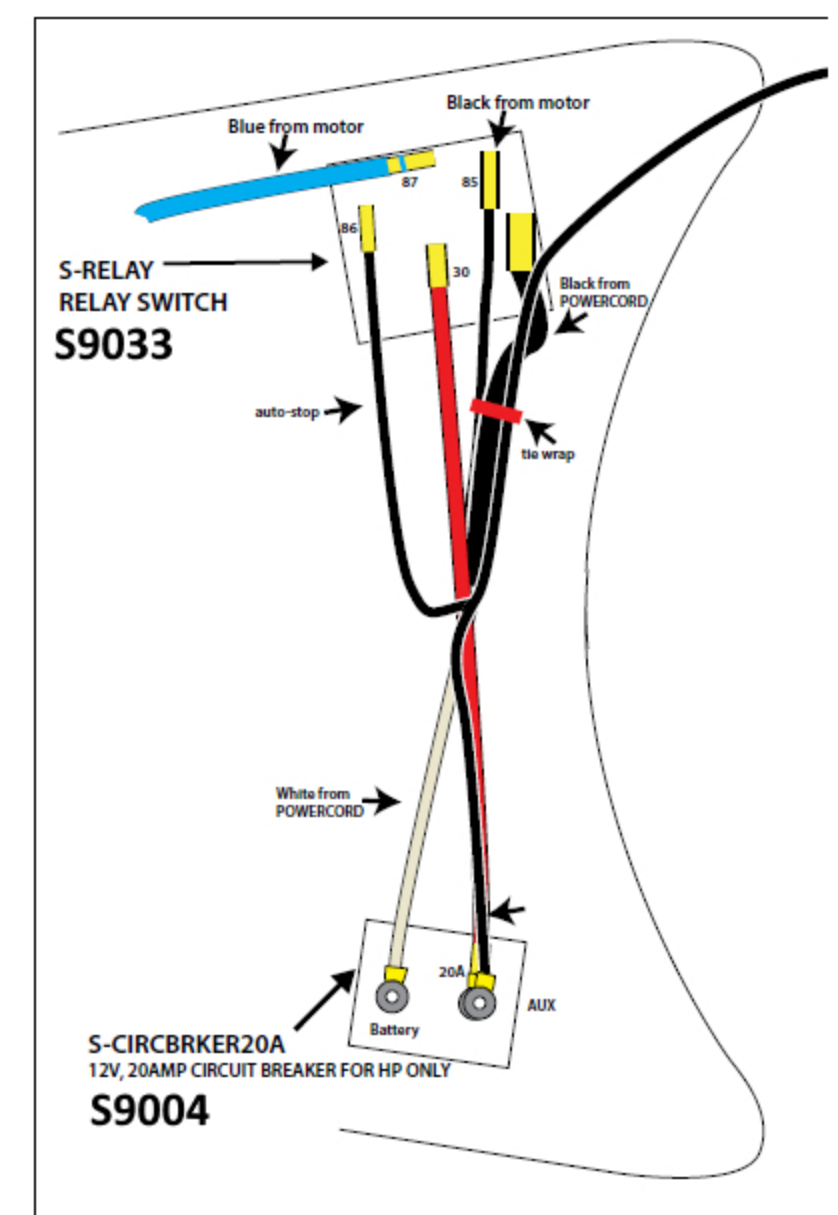 Black from motor
Blue from motor
87
85
86
30
S-RELAY
RELAY SWITCH
S9033
Black from
POWERCORD
auto-stop
tie wrap
White from
POWERCORD
20A
AUX
Battery
S-CIRCBRKER20A
12V, 20AMP CIRCUIT BREAKER FOR HP ONLY
S9004